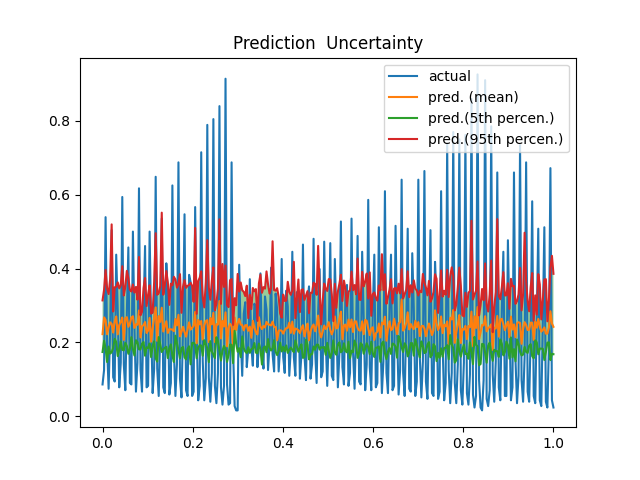 Prediction  Uncertainty
actual
pred. (mean)
pred.(5th percen.)
pred.(95th percen.)
0.8
0.6
0.4
0.2
0.0
0.0 0.2 0.4 0.6 0.8 1.0